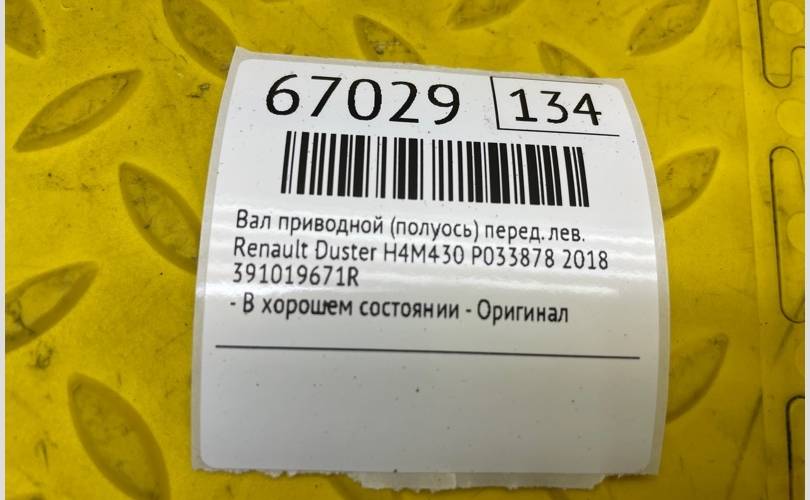 67029 134
Вал приводной (полуось) перед. лев.
Renault Duster H4M430 P033878 2018
391019671R
- В хорошем состоянии - Оригинал